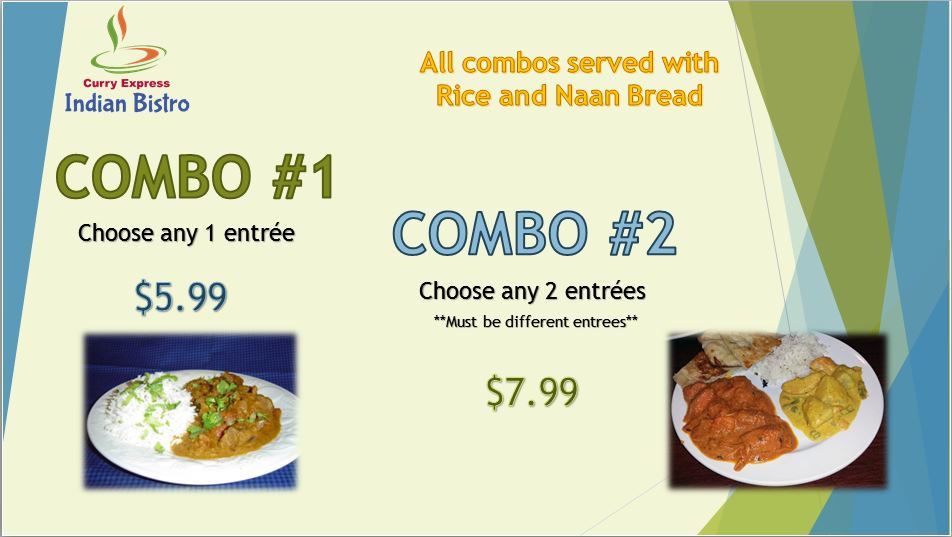 Curry Express
Indian Bistro
All combos served with
Rice and Naan Bread
COMBO #1
Choose any 1 entrée
$5.99
COMBO #2
Choose any 2 entrées
**Must be different entrees**
$7.99